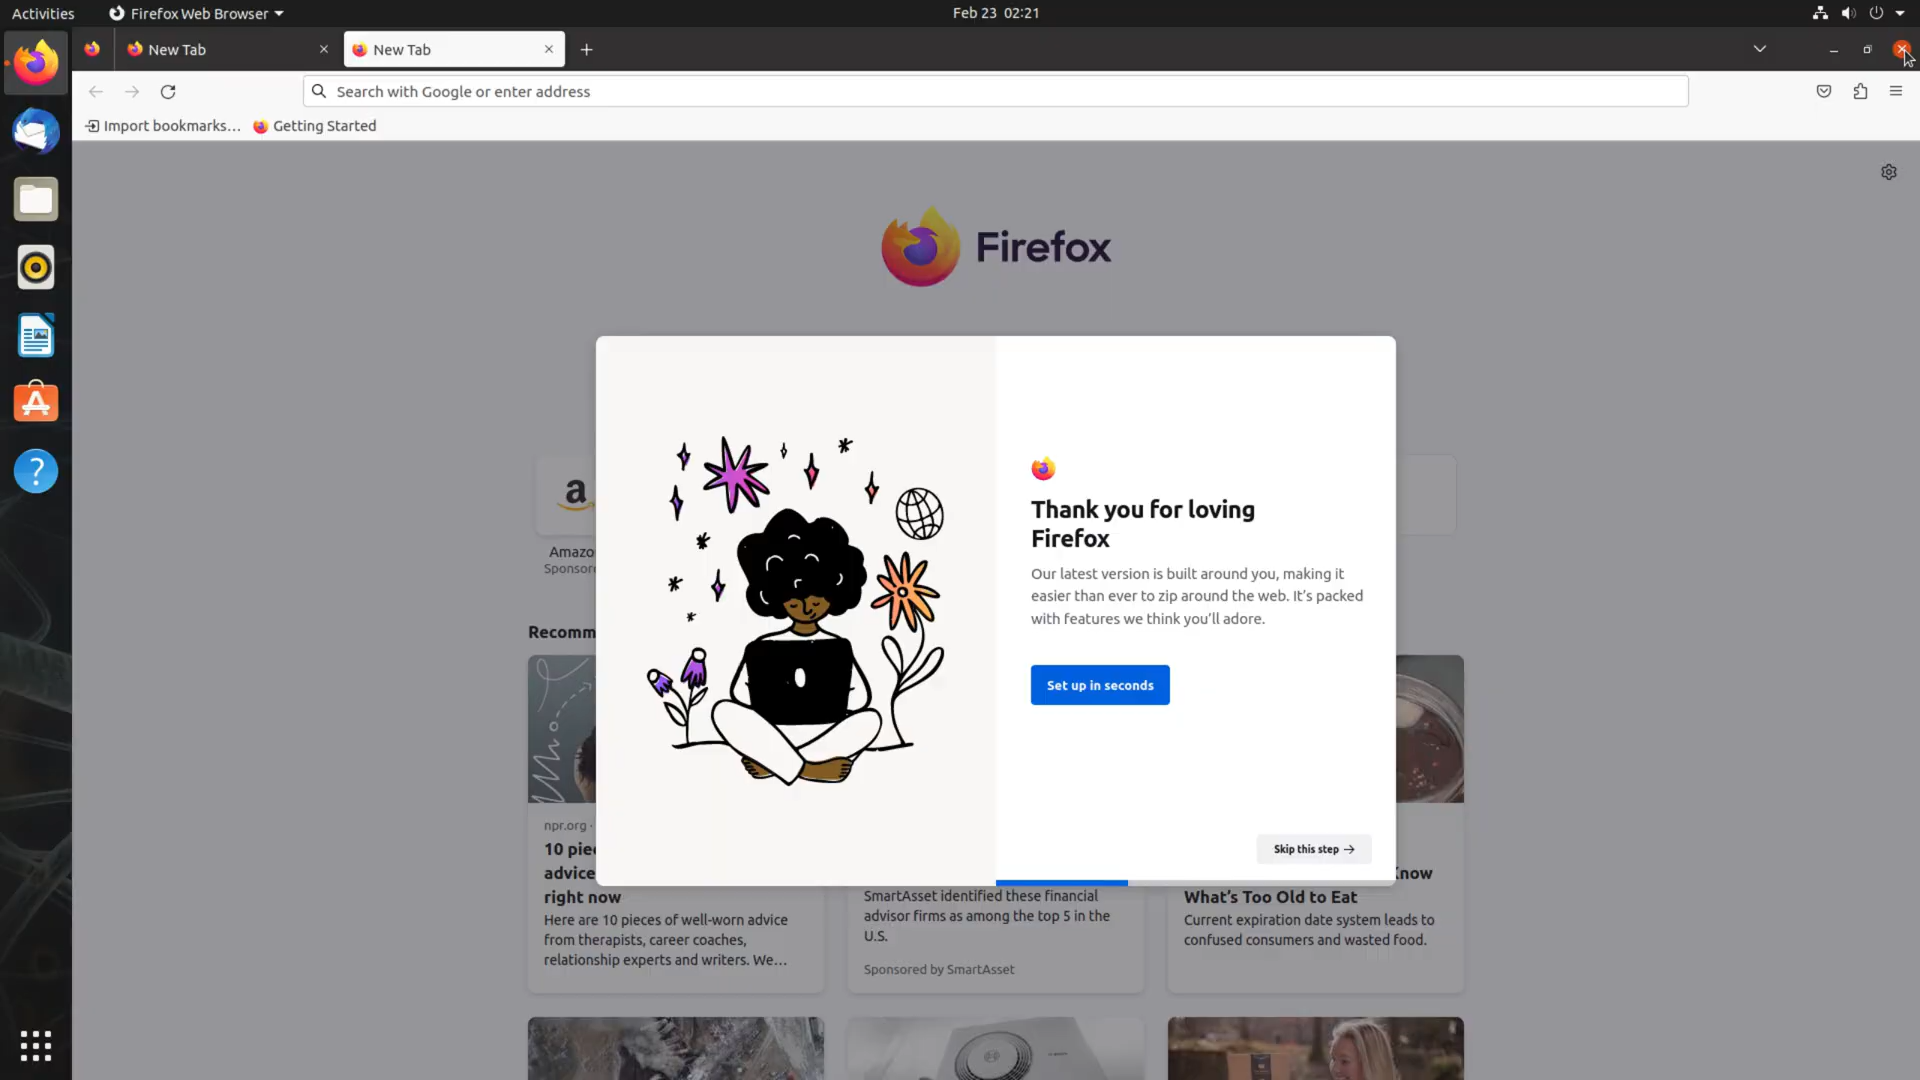 Activities
Firefox Web Browser
Feb 23 02:21
New Tab
New Tab
Search with Google or enter address
Import bookmarks...
Getting Started
Firefox
a
Amazo
Sponsor
Thank you for loving
Firefox
Our latest version is built around you, making it
easier than ever to zip around the web. It's packed
with features we think you'll adore.
Set up in seconds
Skip this step →
Recomm
npr.org ·
10 pie
advice
right now
Here are 10 pieces of well-worn advice
from therapists, career coaches,
relationship experts and writers. We...
SmartAsset identified these financial
advisor firms as among the top 5 in the
U.S.
Sponsored by SmartAsset
Know
What's Too Old to Eat
Current expiration date system leads to
confused consumers and wasted food.